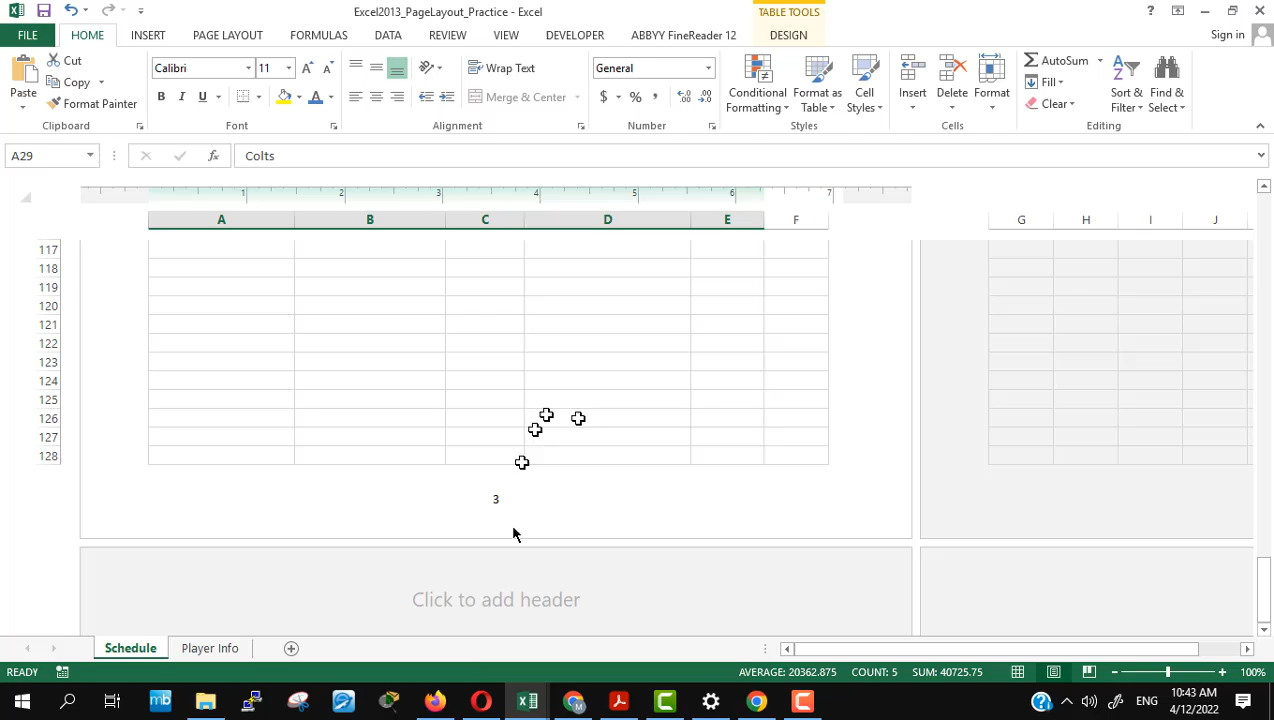 Excel2013_PageLayout_Practice - Excel
TABLE TOOLS
?
FILE HOME INSERT PAGE LAYOUT FORMULAS DATA REVIEW VIEW DEVELOPER ABBYY FineReader 12 DESIGN Sign in
Paste
Cut
Copy
Format Painter
Clipboard
Calibri 11
B I U
Font
Wrap Text
Merge & Center
Alignment
General
$ % ,
Number
Conditional Formatting
Format as Table
Cell Styles
Styles
Insert
Delete
Format
Cells
AutoSum
Fill
Clear
Sort & Filter
Find & Select
Editing
A29 fx Colts
1 2 3 4 5 6 7
A B C D E F G H I J
117
118
119
120
121
122
123
124
125
126
127
128
3
Click to add header
Schedule Player Info
READY AVERAGE: 20362.875 COUNT: 5 SUM: 40725.75 100%
mb ENG 10:43 AM
4/12/2022